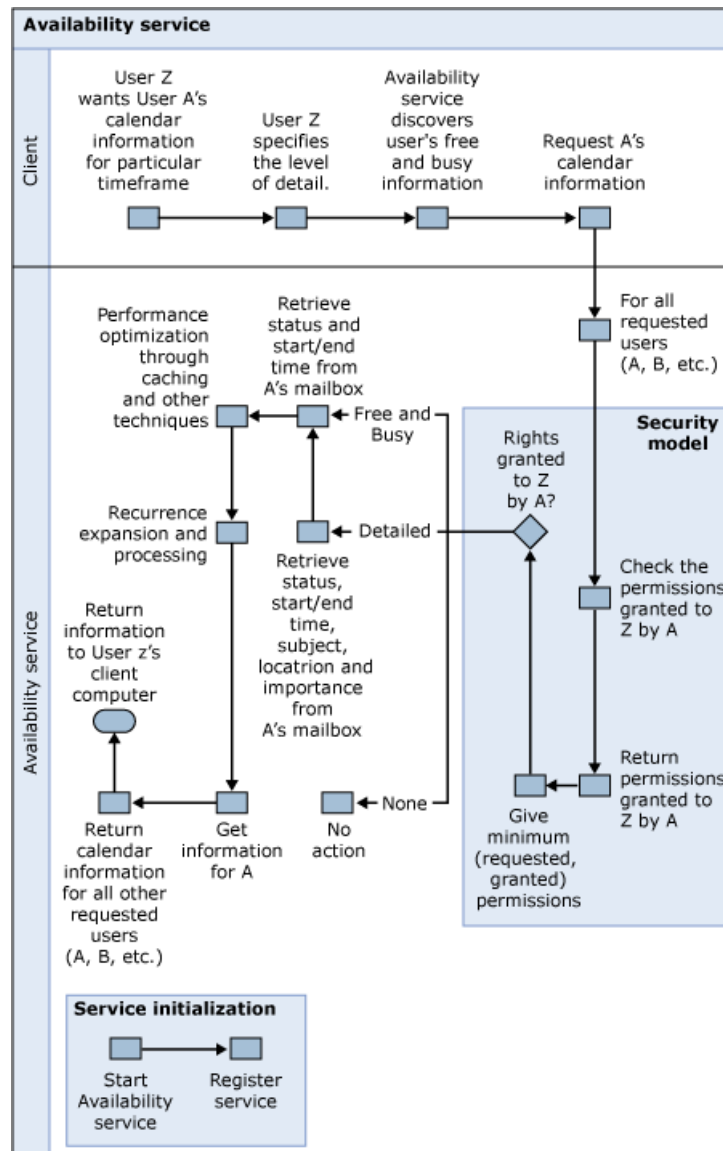 Availability service
Client
User Z
wants User A's
calendar
information
for particular
timeframe
User Z
specifies
the level
of detail.
Availability
service
discovers
user's free
and busy
information
Request A's
calendar
information
Availability service
For all
requested
users
(A, B, etc.)
Performance
optimization
through
caching
and other
techniques
Retrieve
status and
start/end
time from
A's mailbox
Free and
Busy
Security
model
Rights
granted
to Z
by A?
Recurrence
expansion and
processing
Detailed
Retrieve
status,
start/end
time,
subject,
locatrion and
importance
from
A's mailbox
Check the
permissions
granted to
Z by A
Return
information
to User z's
client
computer
Return
permissions
granted to
Z by A
Give
minimum
(requested,
granted)
permissions
None
No
action
Get
information
for A
Return
calendar
information
for all other
requested
users
(A, B, etc.)
Service initialization
Start
Availability
service
Register
service